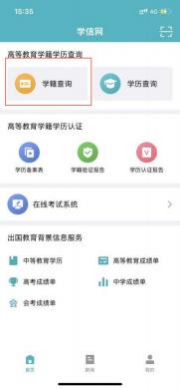 15:35
4G
学信网
高等教育学籍学历查询
学籍查询
学历查询
高等教育学籍学历认证
学历备案表
学籍验证报告
学历认证报告
在线考试系统
出国教育背景信息服务
中等教育学历
高等教育成绩单
高考成绩单
中学成绩单
会考成绩单
首页
我的